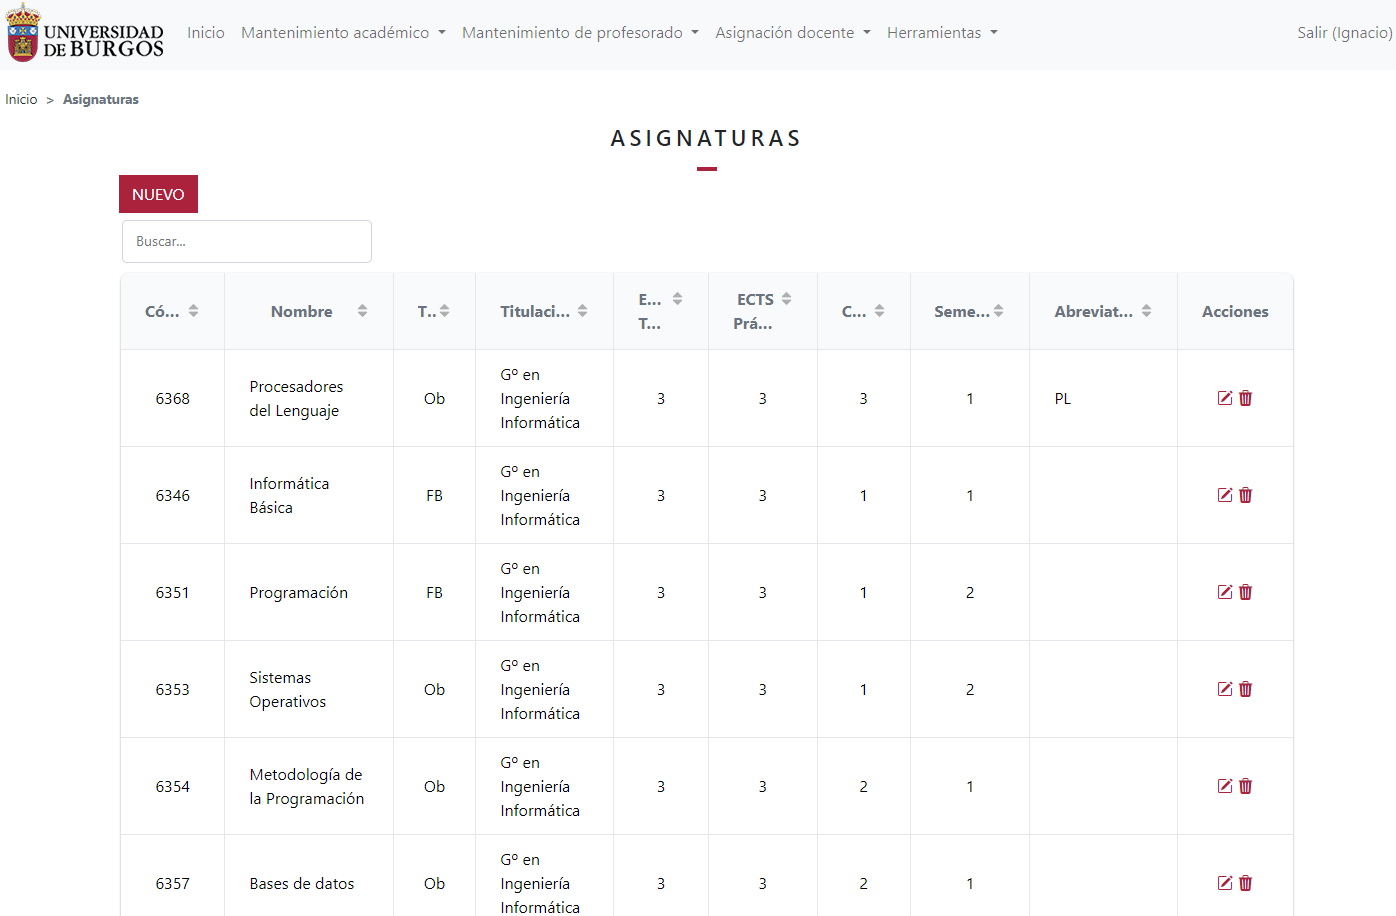 UNIVERSIDAD
DE BURGOS
Inicio Mantenimiento académico Mantenimiento de profesorado Asignación docente Herramientas Salir (Ignacio)
Inicio > Asignaturas
ASIGNATURAS
NUEVO
Buscar...
Có... Nombre T... Titulaci... E... T... ECTS Prá... C... Seme... Abreviat... Acciones
6368 Procesadores del Lenguaje Ob Gº en Ingeniería Informática 3 3 3 1 PL
6346 Informática Básica FB Gº en Ingeniería Informática 3 3 1 1
6351 Programación FB Gº en Ingeniería Informática 3 3 1 2
6353 Sistemas Operativos Ob Gº en Ingeniería Informática 3 3 1 2
6354 Metodología de la Programación Ob Gº en Ingeniería Informática 3 3 2 1
6357 Bases de datos Ob Gº en Ingeniería Informática 3 3 2 1